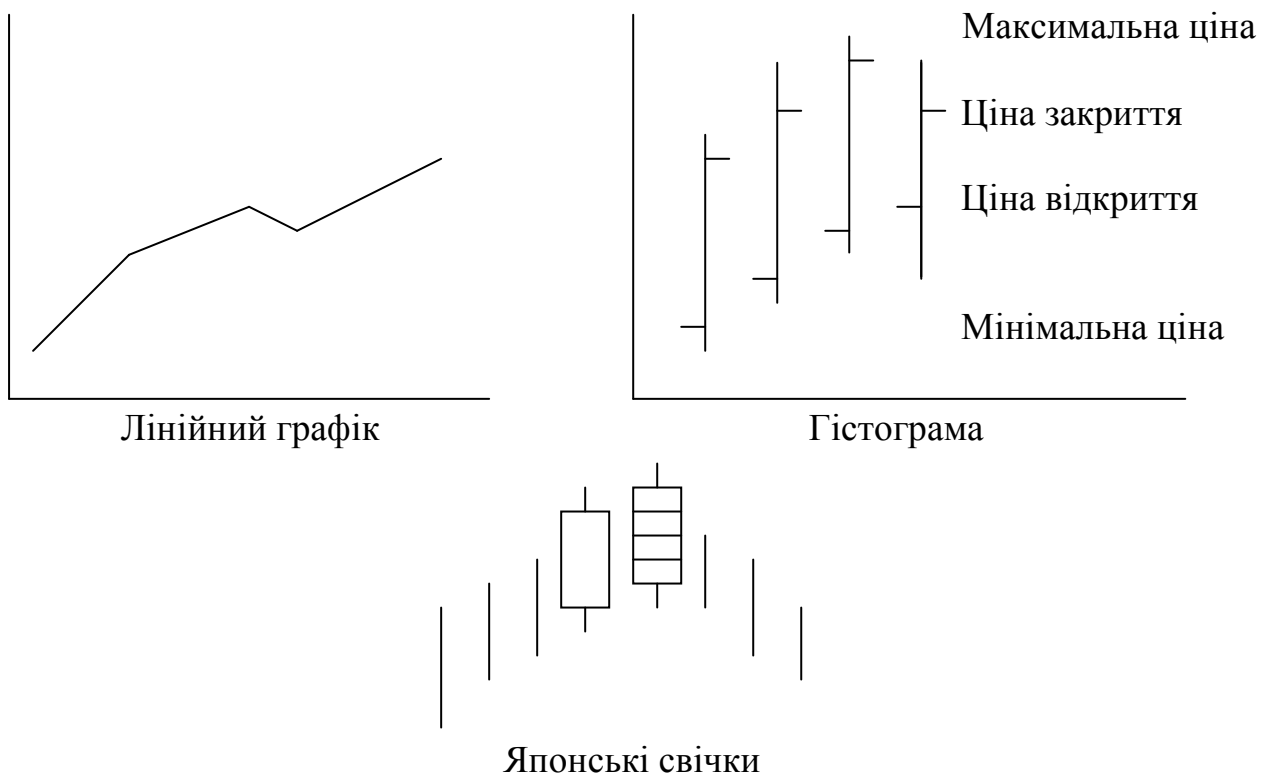 Максимальна ціна
Ціна закриття
Ціна відкриття
Мінімальна ціна
Лінійний графік
Гістограма
Японські свічки